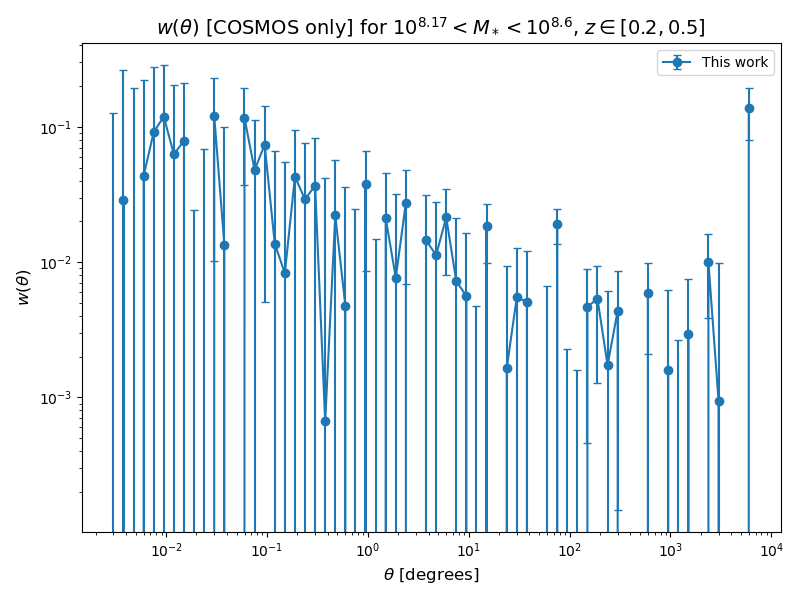 w(θ) [COSMOS only] for 10^8.17 < M_* < 10^8.6, z ∈ [0.2, 0.5]
This work
10^-1
10^-2
10^-3
w(θ)
10^-2 10^-1 10^0 10^1 10^2 10^3 10^4
θ [degrees]